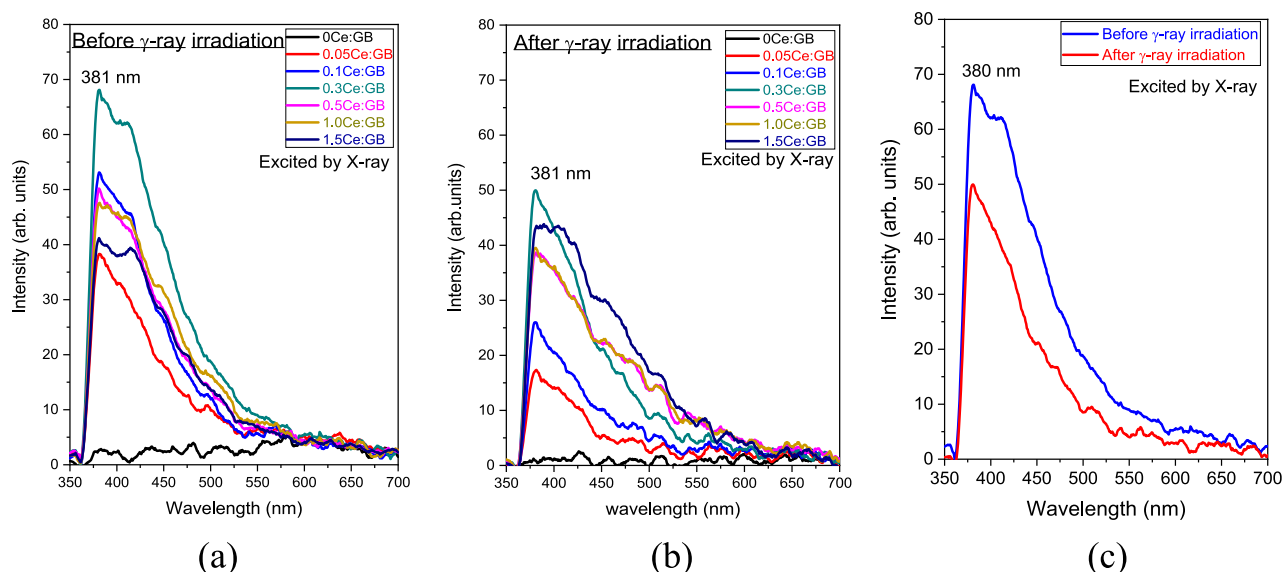 80
70
60
50
40
30
20
10
0
Intensity (arb. units)
Before γ-ray irradiation
381 nm
0Ce:GB
0.05Ce:GB
0.1Ce:GB
0.3Ce:GB
0.5Ce:GB
1.0Ce:GB
1.5Ce:GB
Excited by X-ray
350 400 450 500 550 600 650 700
Wavelength (nm)
(a)
80
70
60
50
40
30
20
10
0
Intensity (arb.units)
After γ-ray irradiation
381 nm
0Ce:GB
0.05Ce:GB
0.1Ce:GB
0.3Ce:GB
0.5Ce:GB
1.0Ce:GB
1.5Ce:GB
Excited by X-ray
350 400 450 500 550 600 650 700
wavelength (nm)
(b)
80
70
60
50
40
30
20
10
0
Intensity (arb. units)
Before γ-ray irradiation
After γ-ray irradiation
380 nm
Excited by X-ray
350 400 450 500 550 600 650 700
Wavelength (nm)
(c)